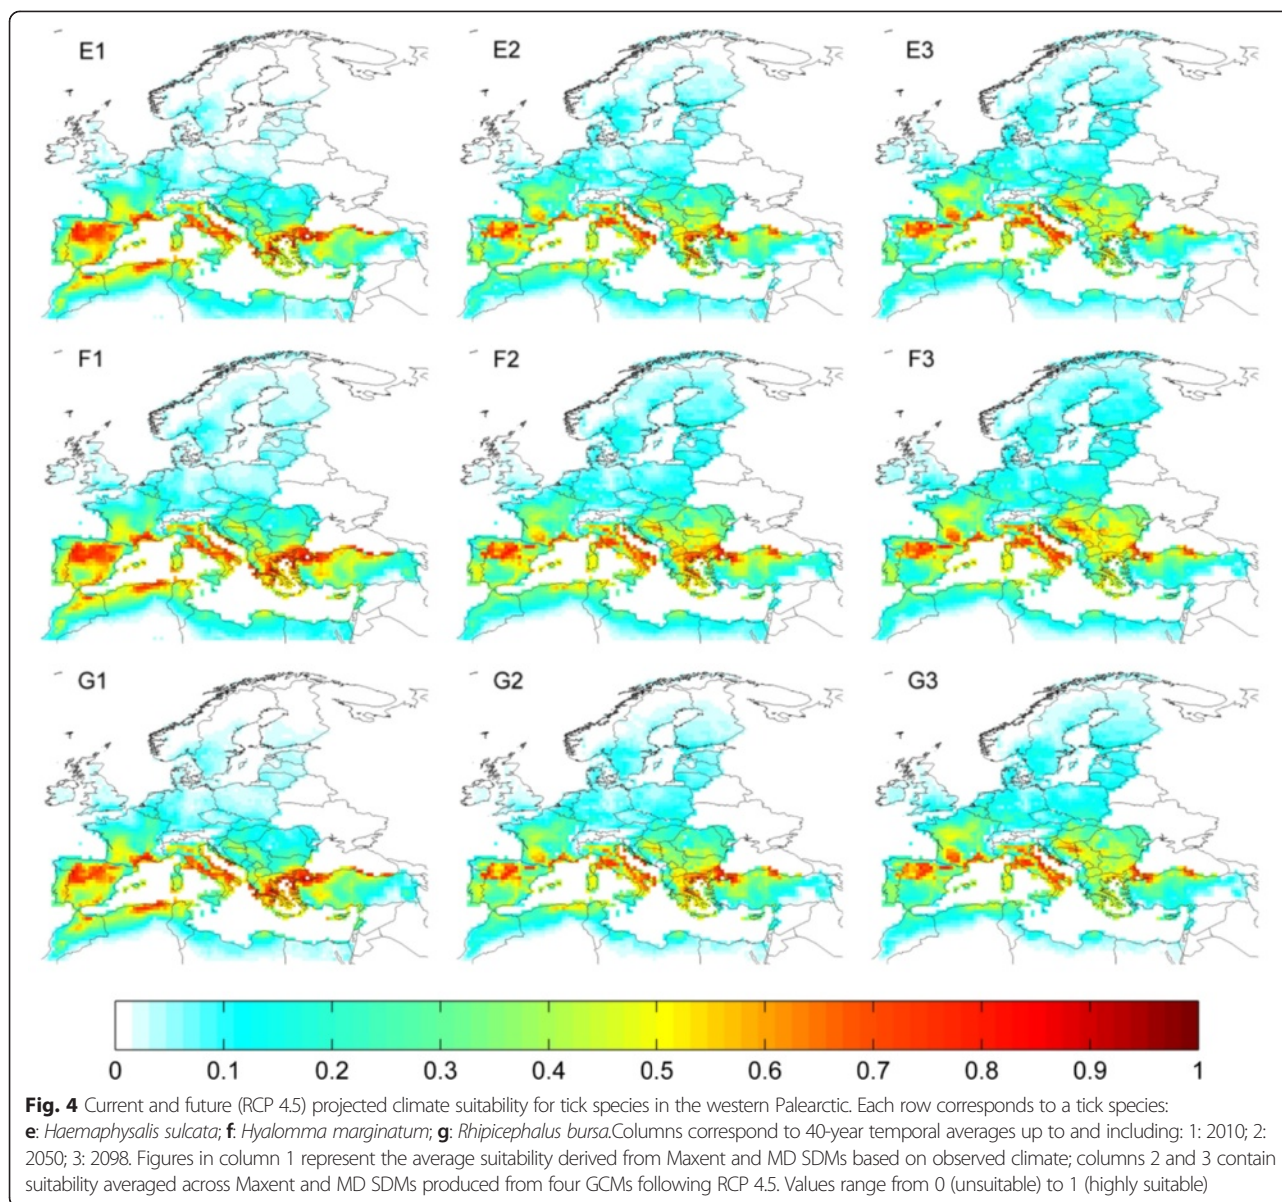 E1 E2 E3
F1 F2 F3
G1 G2 G3
0 0.1 0.2 0.3 0.4 0.5 0.6 0.7 0.8 0.9 1
Fig. 4 Current and future (RCP 4.5) projected climate suitability for tick species in the western Palearctic. Each row corresponds to a tick species:
e: Haemaphysalis sulcata; f: Hyalomma marginatum; g: Rhipicephalus bursa.Columns correspond to 40-year temporal averages up to and including: 1: 2010; 2:
2050; 3: 2098. Figures in column 1 represent the average suitability derived from Maxent and MD SDMs based on observed climate; columns 2 and 3 contain
suitability averaged across Maxent and MD SDMs produced from four GCMs following RCP 4.5. Values range from 0 (unsuitable) to 1 (highly suitable)